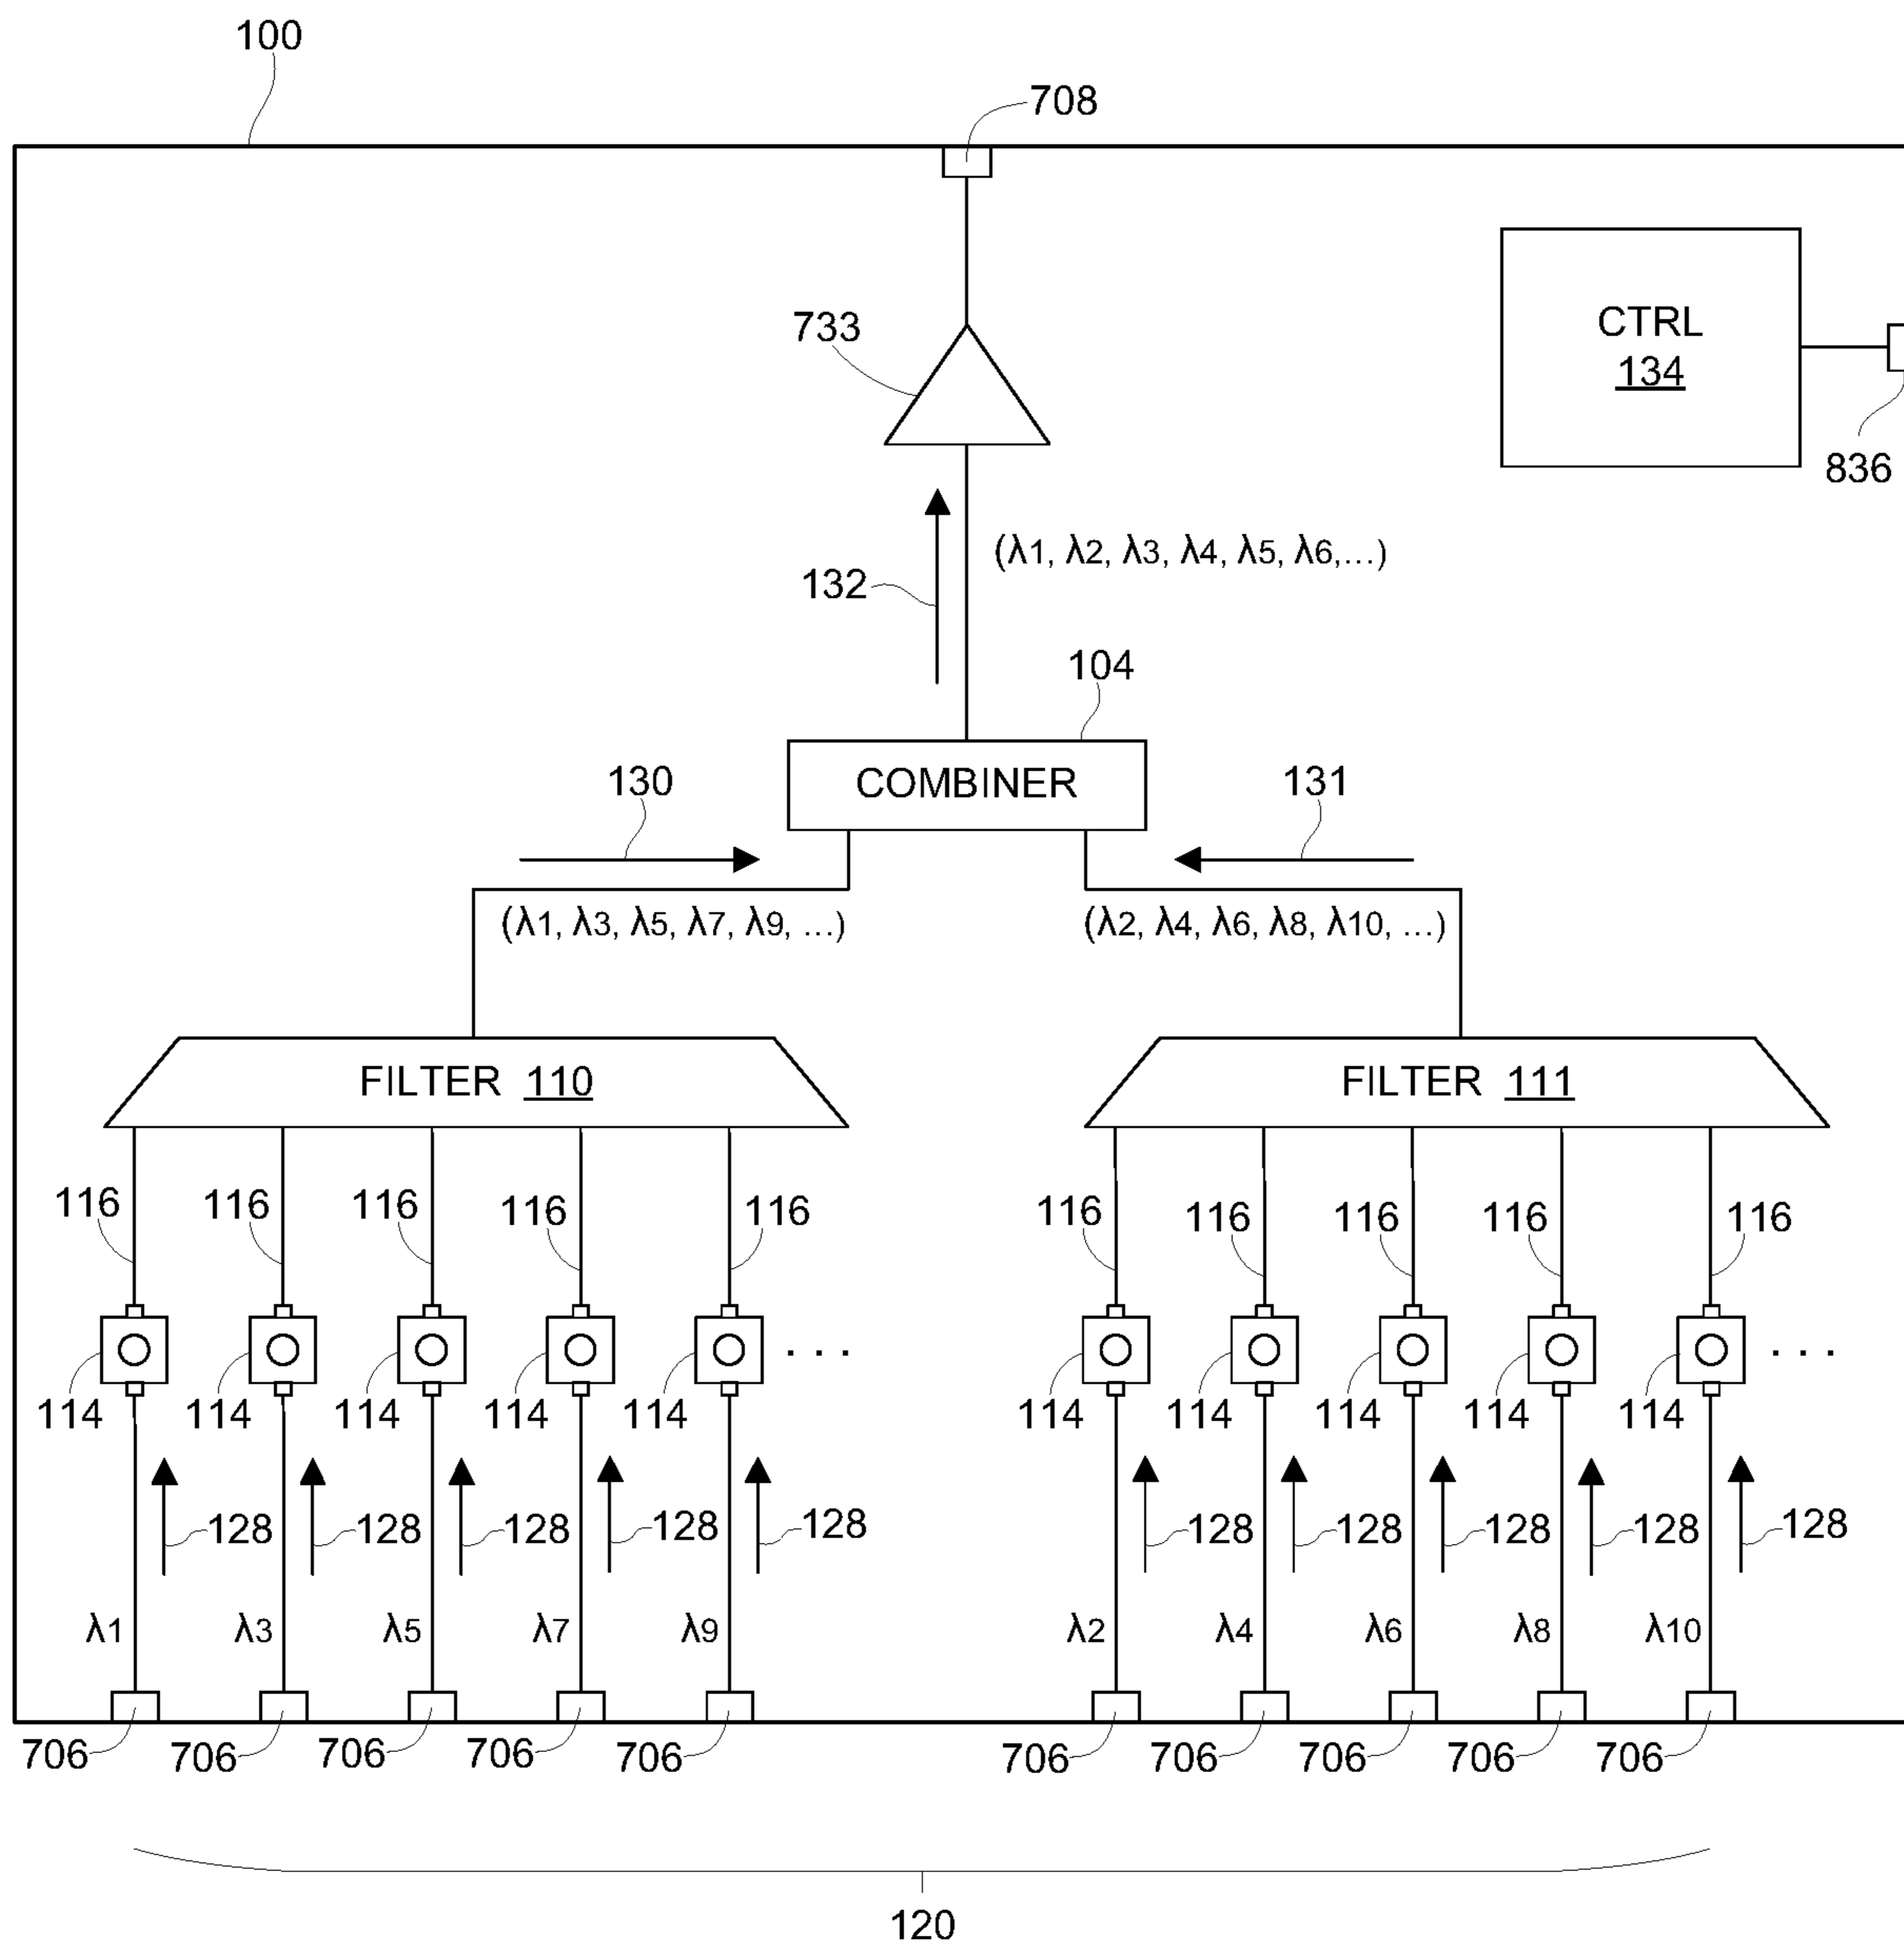 100
708
733
CTRL
134
836
132
(λ1, λ2, λ3, λ4, λ5, λ6,...)
104
COMBINER
130
131
(λ1, λ3, λ5, λ7, λ9, ...)
(λ2, λ4, λ6, λ8, λ10, ...)
FILTER 110
FILTER 111
116 116 116 116 116 116 116 116 116 116
. . .
. . .
114 114 114 114 114 114 114 114 114 114
128 128 128 128 128 128 128 128 128 128
λ1 λ3 λ5 λ7 λ9 λ2 λ4 λ6 λ8 λ10
706 706 706 706 706 706 706 706 706 706
120